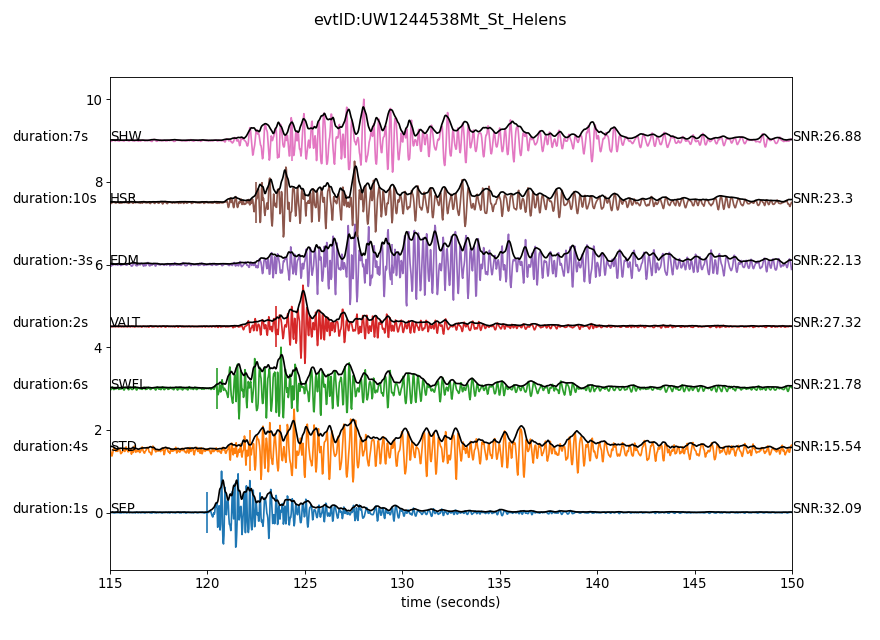 evtID:UW1244538Mt_St_Helens
10
duration:7s SHW SNR:26.88
8
duration:10s HSR SNR:23.3
duration:-3s EDM SNR:22.13
6
duration:2s VALT SNR:27.32
4
duration:6s SWFL SNR:21.78
2
duration:4s STD SNR:15.54
duration:1s SEP SNR:32.09
0
115 120 125 130 135 140 145 150
time (seconds)